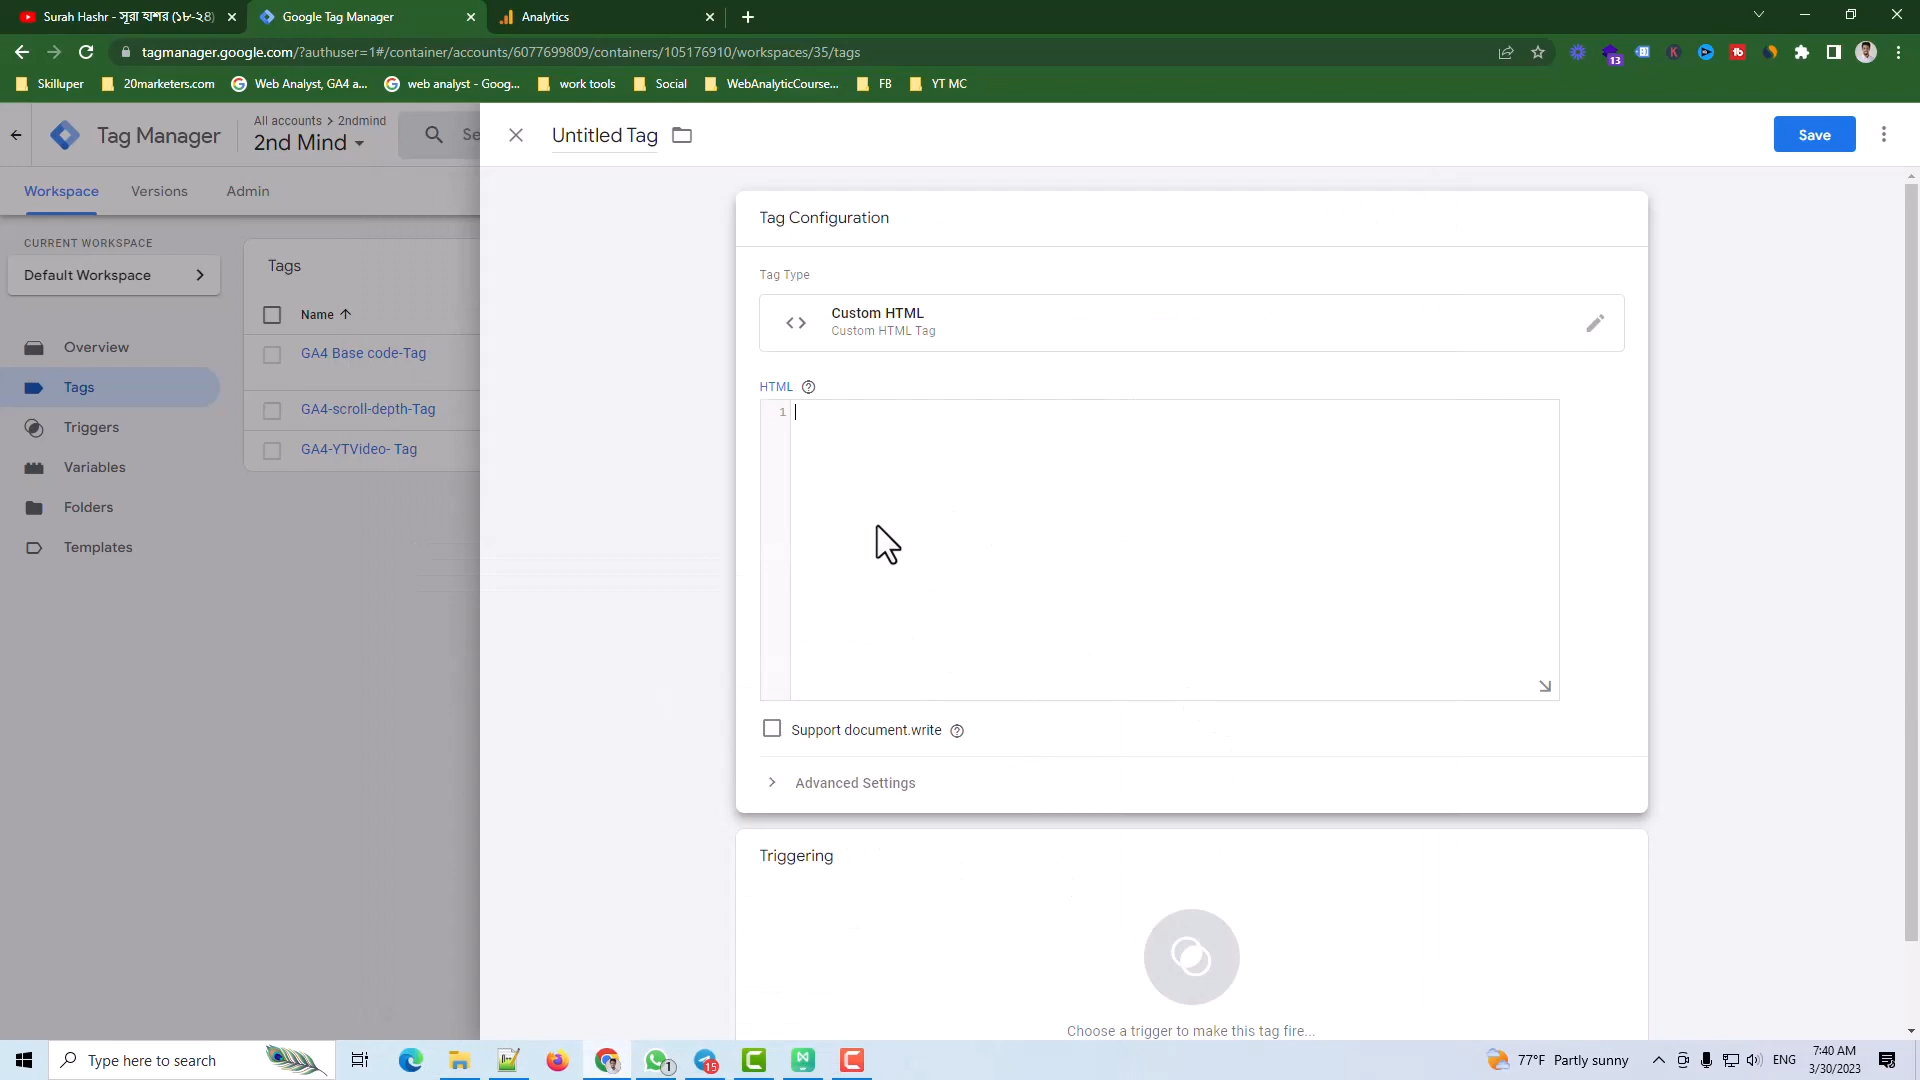 Surah Hashr - সূরা হাশর (১৮-২৪)
Google Tag Manager
Analytics
tagmanager.google.com/?authuser=1#/container/accounts/6077699809/containers/105176910/workspaces/35/tags
13
K
Skilluper
20marketers.com
Web Analyst, GA4 a...
web analyst - Goog...
work tools
Social
WebAnalyticCourse...
FB
YT MC
Tag Manager
All accounts > 2ndmind
2nd Mind
Se
Untitled Tag
Save
Workspace
Versions
Admin
CURRENT WORKSPACE
Default Workspace
Overview
Tags
Triggers
Variables
Folders
Templates
Tags
Name
GA4 Base code-Tag
GA4-scroll-depth-Tag
GA4-YTVideo- Tag
Tag Configuration
Tag Type
Custom HTML
Custom HTML Tag
HTML
1
Support document.write
Advanced Settings
Triggering
Choose a trigger to make this tag fire...
Type here to search
1
15
77°F Partly sunny
ENG
7:40 AM
3/30/2023